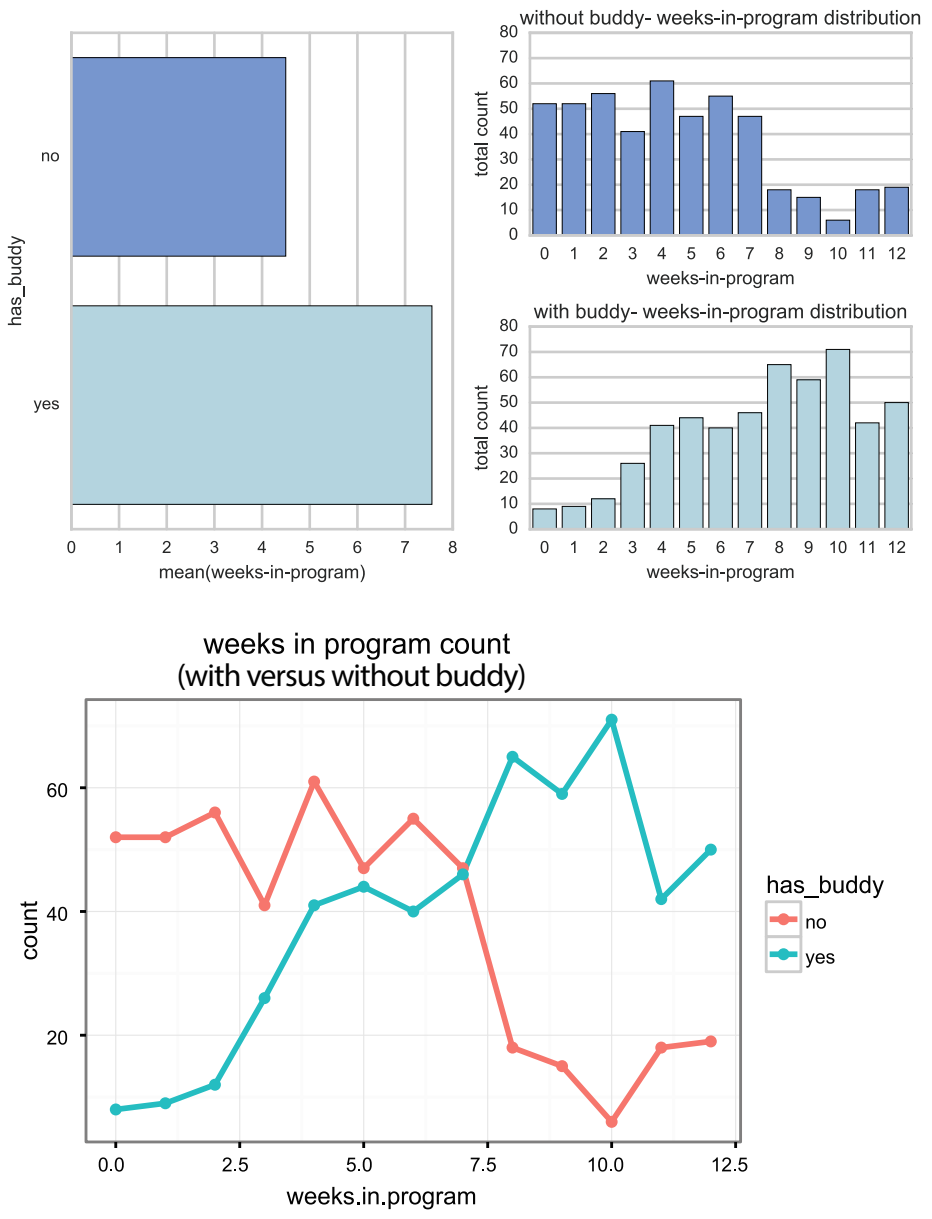 has_buddy
no
yes
0 1 2 3 4 5 6 7 8
mean(weeks-in-program)
without buddy- weeks-in-program distribution
total count
80
70
60
50
40
30
20
10
0
0 1 2 3 4 5 6 7 8 9 10 11 12
weeks-in-program
with buddy- weeks-in-program distribution
total count
80
70
60
50
40
30
20
10
0
0 1 2 3 4 5 6 7 8 9 10 11 12
weeks-in-program
weeks in program count
(with versus without buddy)
count
60
40
20
0.0 2.5 5.0 7.5 10.0 12.5
weeks.in.program
has_buddy
no
yes